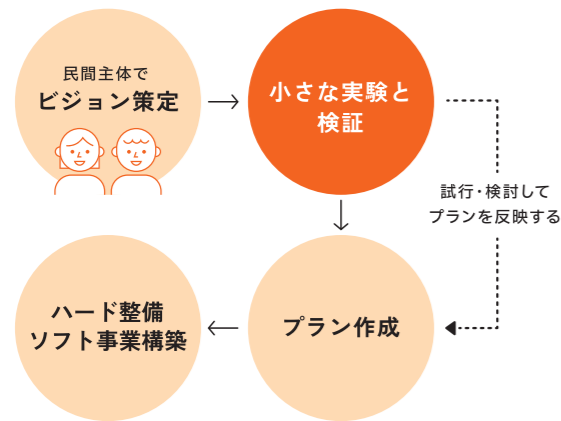 民間主体で
ビジョン策定
小さな実験と
検証
試行・検討して
プランを反映する
プラン作成
ハード整備
ソフト事業構築